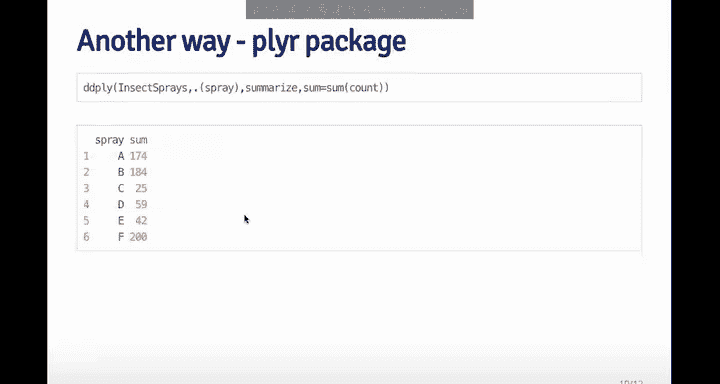 Another way - plyr package
ddply(InsectSprays,.(spray),summarize,sum=sum(count))
spray sum
1 A 174
2 B 184
3 C 25
4 D 59
5 E 42
6 F 200